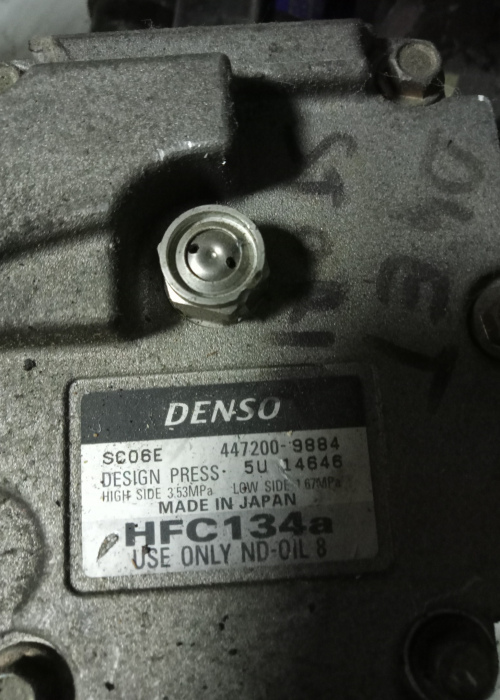 DENSO
SC06E 447200-9884
DESIGN PRESS· 5U 14646
HIGH SIDE 3.53MPa LOW SIDE 1.67MPa
MADE IN JAPAN
HFC134a
USE ONLY ND-OIL 8